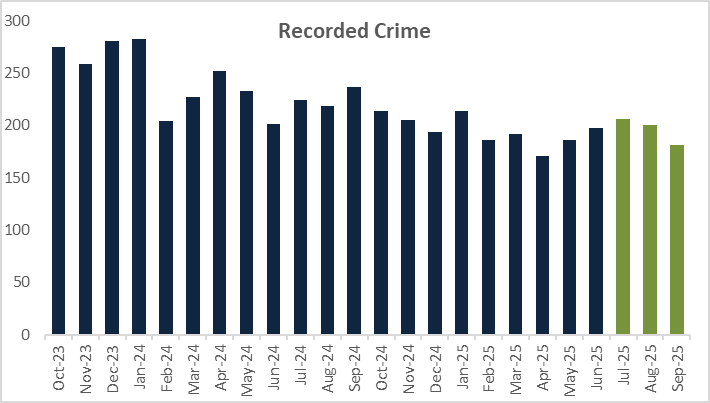 Recorded Crime
300
250
200
150
100
50
0
Oct-23
Nov-23
Dec-23
Jan-24
Feb-24
Mar-24
Apr-24
May-24
Jun-24
Jul-24
Aug-24
Sep-24
Oct-24
Nov-24
Dec-24
Jan-25
Feb-25
Mar-25
Apr-25
May-25
Jun-25
Jul-25
Aug-25
Sep-25